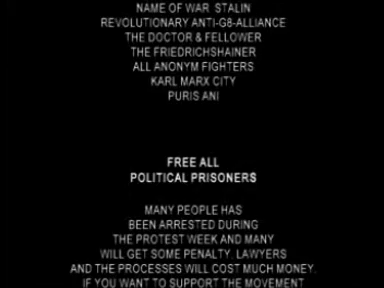 NAME OF WAR STALIN
REVOLUTIONARY ANTI-G8-ALLIANCE
THE DOCTOR & FELLOWER
THE FRIEDRICHSHAINER
ALL ANONYM FIGHTERS
KARL MARX CITY
PURIS ANI
FREE ALL
POLITICAL PRISONERS
MANY PEOPLE HAS
BEEN ARRESTED DURING
THE PROTEST WEEK AND MANY
WILL GET SOME PENALTY. LAWYERS
AND THE PROCESSES WILL COST MUCH MONEY.
IF YOU WANT TO SUPPORT THE MOVEMENT